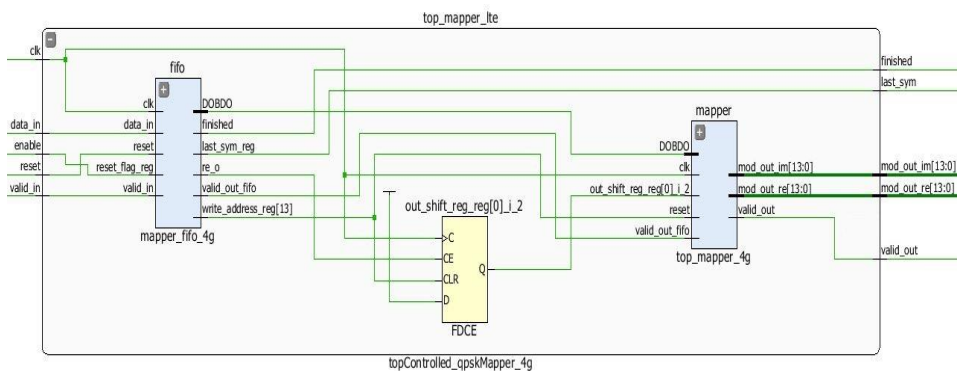 top_mapper_lte
clk
data_in
enable
reset
valid_in
fifo
clk
data_in
reset
reset_flag_reg
valid_in
DOBDO
finished
last_sym_reg
re_o
valid_out_fifo
write_address_reg[13]
mapper_fifo_4g
out_shift_reg_reg[0]_i_2
C
CE
CLR
D
Q
FDCE
mapper
DOBDO
clk
out_shift_reg_reg[0]_i_2
reset
valid_out_fifo
mod_out_im[13:0]
mod_out_re[13:0]
valid_out
top_mapper_4g
finished
last_sym
mod_out_im[13:0]
mod_out_re[13:0]
valid_out
topControlled_qpskMapper_4g